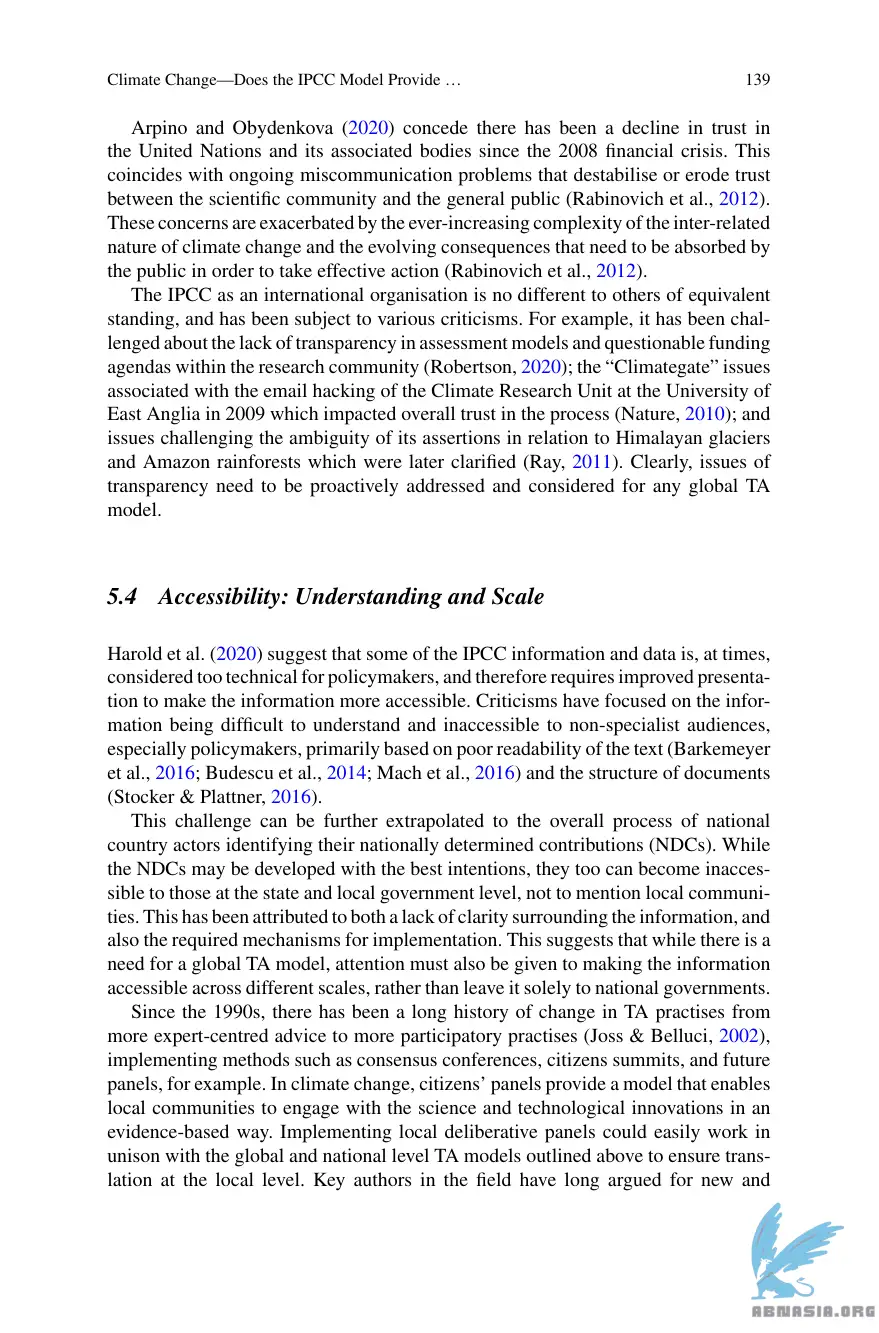 Climate Change—Does the IPCC Model Provide … 139
Arpino and Obydenkova (2020) concede there has been a decline in trust in
the United Nations and its associated bodies since the 2008 financial crisis. This
coincides with ongoing miscommunication problems that destabilise or erode trust
between the scientific community and the general public (Rabinovich et al., 2012).
These concerns are exacerbated by the ever-increasing complexity of the inter-related
nature of climate change and the evolving consequences that need to be absorbed by
the public in order to take effective action (Rabinovich et al., 2012).
The IPCC as an international organisation is no different to others of equivalent
standing, and has been subject to various criticisms. For example, it has been chal-
lenged about the lack of transparency in assessment models and questionable funding
agendas within the research community (Robertson, 2020); the “Climategate” issues
associated with the email hacking of the Climate Research Unit at the University of
East Anglia in 2009 which impacted overall trust in the process (Nature, 2010); and
issues challenging the ambiguity of its assertions in relation to Himalayan glaciers
and Amazon rainforests which were later clarified (Ray, 2011). Clearly, issues of
transparency need to be proactively addressed and considered for any global TA
model.
5.4 Accessibility: Understanding and Scale
Harold et al. (2020) suggest that some of the IPCC information and data is, at times,
considered too technical for policymakers, and therefore requires improved presenta-
tion to make the information more accessible. Criticisms have focused on the infor-
mation being difficult to understand and inaccessible to non-specialist audiences,
especially policymakers, primarily based on poor readability of the text (Barkemeyer
et al., 2016; Budescu et al., 2014; Mach et al., 2016) and the structure of documents
(Stocker & Plattner, 2016).
This challenge can be further extrapolated to the overall process of national
country actors identifying their nationally determined contributions (NDCs). While
the NDCs may be developed with the best intentions, they too can become inacces-
sible to those at the state and local government level, not to mention local communi-
ties. This has been attributed to both a lack of clarity surrounding the information, and
also the required mechanisms for implementation. This suggests that while there is a
need for a global TA model, attention must also be given to making the information
accessible across different scales, rather than leave it solely to national governments.
Since the 1990s, there has been a long history of change in TA practises from
more expert-centred advice to more participatory practises (Joss & Belluci, 2002),
implementing methods such as consensus conferences, citizens summits, and future
panels, for example. In climate change, citizens’ panels provide a model that enables
local communities to engage with the science and technological innovations in an
evidence-based way. Implementing local deliberative panels could easily work in
unison with the global and national level TA models outlined above to ensure trans-
lation at the local level. Key authors in the field have long argued for new and
ABNASIA.ORG